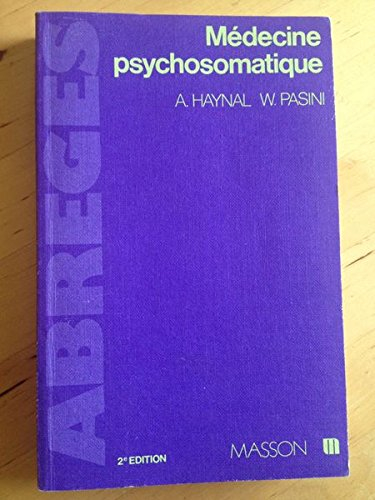 ABREGES
Médecine
psychosomatique
A. HAYNAL W. PASINI
2e EDITION
MASSON m